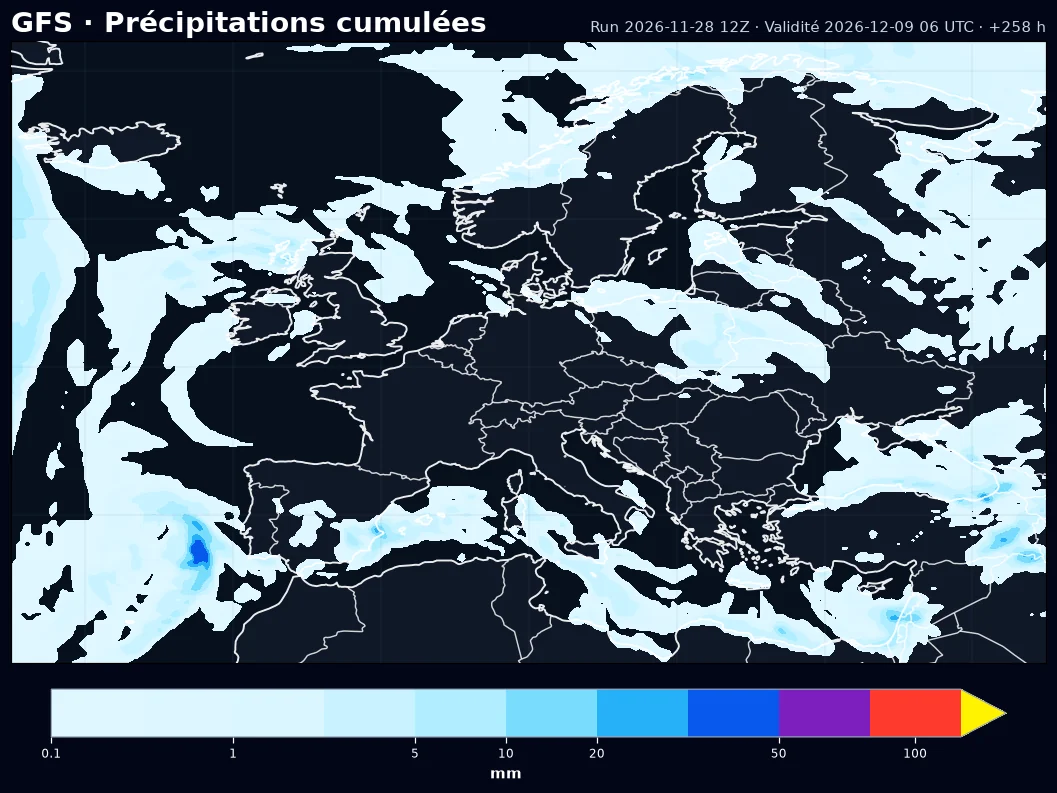 GFS · Précipitations cumulées
Run 2026-11-28 12Z · Validité 2026-12-09 06 UTC · +258 h
0.1 1 5 10 20 50 100
mm